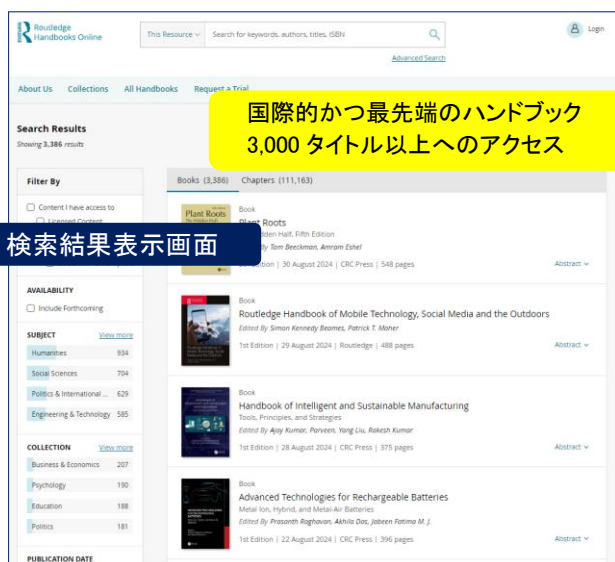 Routledge
Handbooks Online
This Resource
Search for keywords, authors, titles, ISBN
Login
Advanced Search
About Us Collections All Handbooks Request a Trial
国際的かつ最先端のハンドブック
3,000 タイトル以上へのアクセス
Search Results
Showing 3,386 results
Filter By
Books (3,386) Chapters (111,163)
Content I have access to
Licensed Content
検索結果表示画面
AVAILABILITY
Include Forthcoming
SUBJECT View more
Humanities 934
Social Sciences 704
Politics & International ... 629
Engineering & Technology 585
COLLECTION View more
Business & Economics 207
Psychology 190
Education 188
Politics 181
PUBLICATION DATE
Plant Roots
Book
Plant Roots
Hidden Half, Fifth Edition
By Tom Beeckman, Amram Eshel
Edition | 30 August 2024 | CRC Press | 548 pages
Abstract
Book
Routledge Handbook of Mobile Technology, Social Media and the Outdoors
Edited By Simon Kennedy Beames, Patrick T. Maher
1st Edition | 29 August 2024 | Routledge | 488 pages
Abstract
Book
Handbook of Intelligent and Sustainable Manufacturing
Tools, Principles, and Strategies
Edited By Ajay Kumar, Parveen, Yang Liu, Rakesh Kumar
1st Edition | 28 August 2024 | CRC Press | 375 pages
Abstract
Book
Advanced Technologies for Rechargeable Batteries
Metal Ion, Hybrid, and Metal-Air Batteries
Edited By Prasanth Raghavan, Akhila Das, Jabeen Fatima M. J.
1st Edition | 22 August 2024 | CRC Press | 396 pages
Abstract